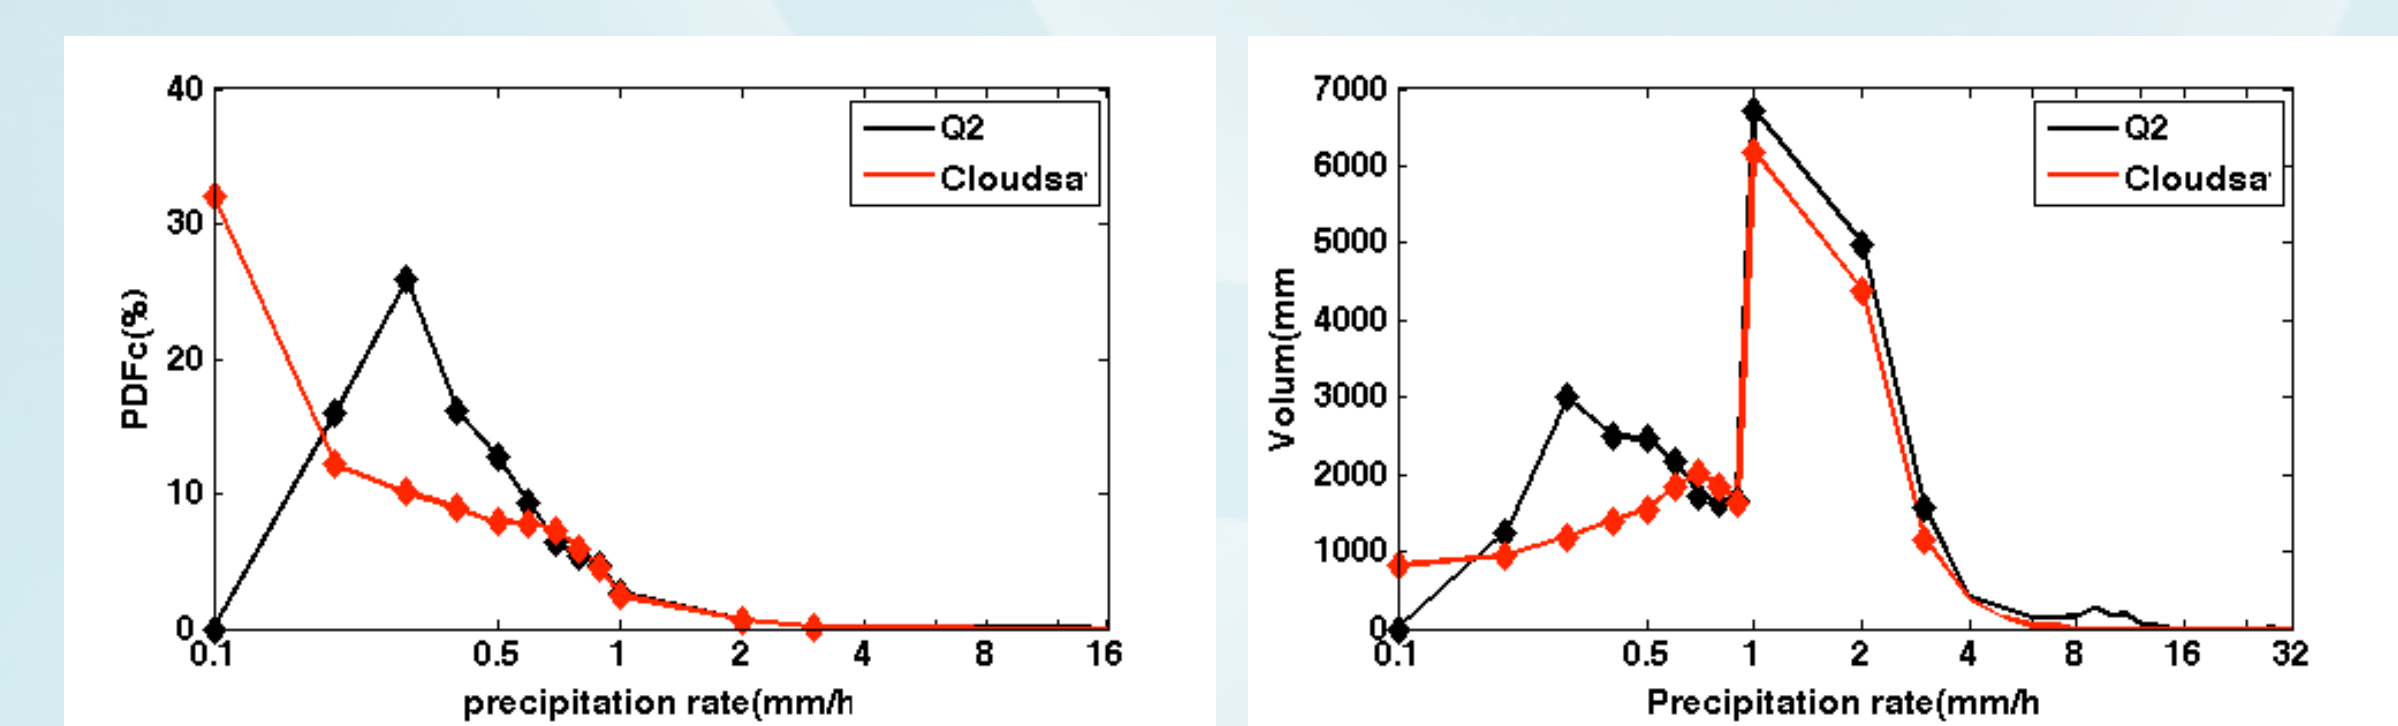 40
30
20
10
0
PDFc(%)
0.1 0.5 1 2 4 8 16
precipitation rate(mm/h
Q2
Cloudsa
7000
6000
5000
4000
3000
2000
1000
0
Volum(mm
0.1 0.5 1 2 4 8 16 32
Precipitation rate(mm/h
Q2
Cloudsa